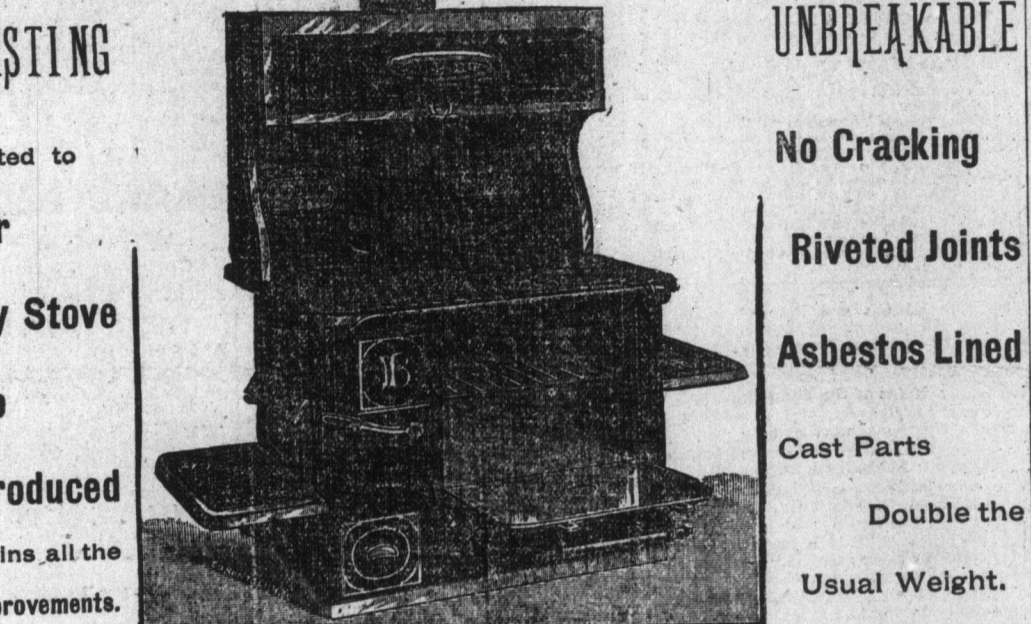 STING
ted to
r
y Stove
roduced
ins all the
provements.
UNBREAKABLE
No Cracking
Riveted Joints
Asbestos Lined
Cast Parts
Double the
Usual Weight.